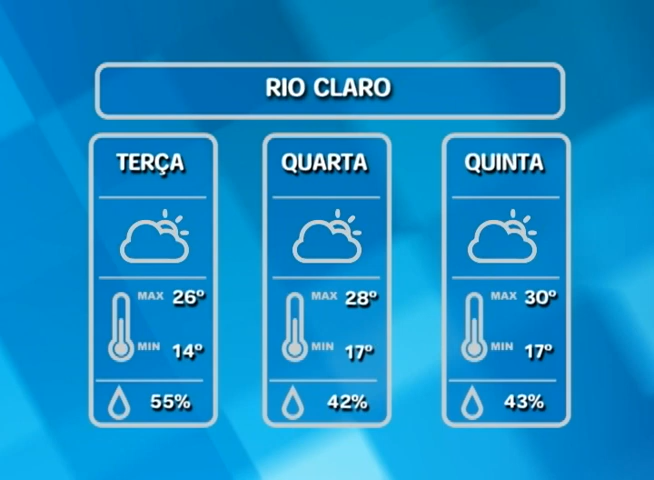 RIO CLARO
TERÇA
MAX 26º
MIN 14º
55%
QUARTA
MAX 28º
MIN 17º
42%
QUINTA
MAX 30º
MIN 17º
43%